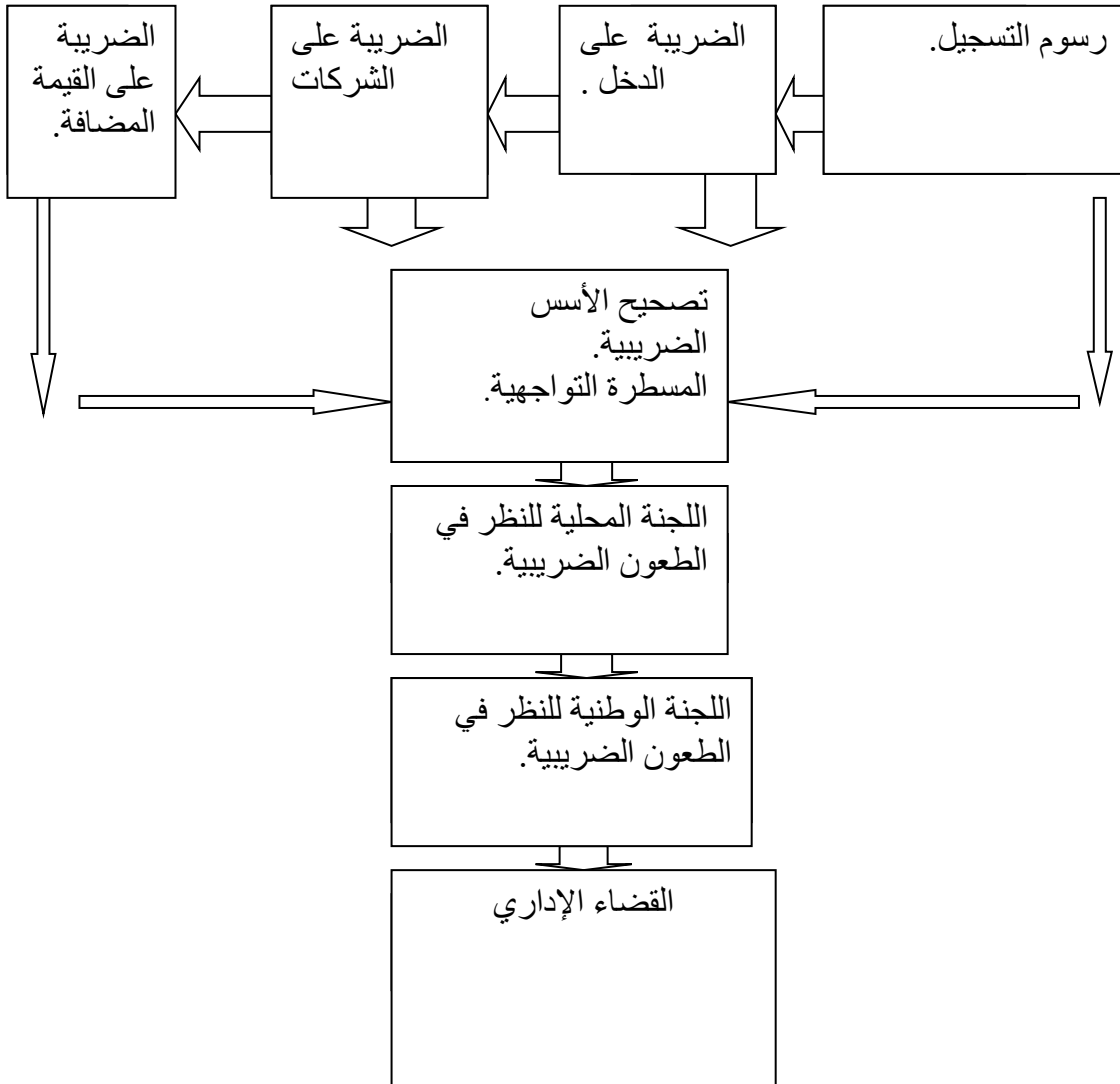 رسوم التسجيل.
الضريبة على
الدخل .
الضريبة على
الشركات
الضريبة
على القيمة
المضافة.
تصحيح الأسس
الضريبية.
المسطرة التواجهية.
اللجنة المحلية للنظر في
الطعون الضريبية.
اللجنة الوطنية للنظر في
الطعون الضريبية.
القضاء الإداري